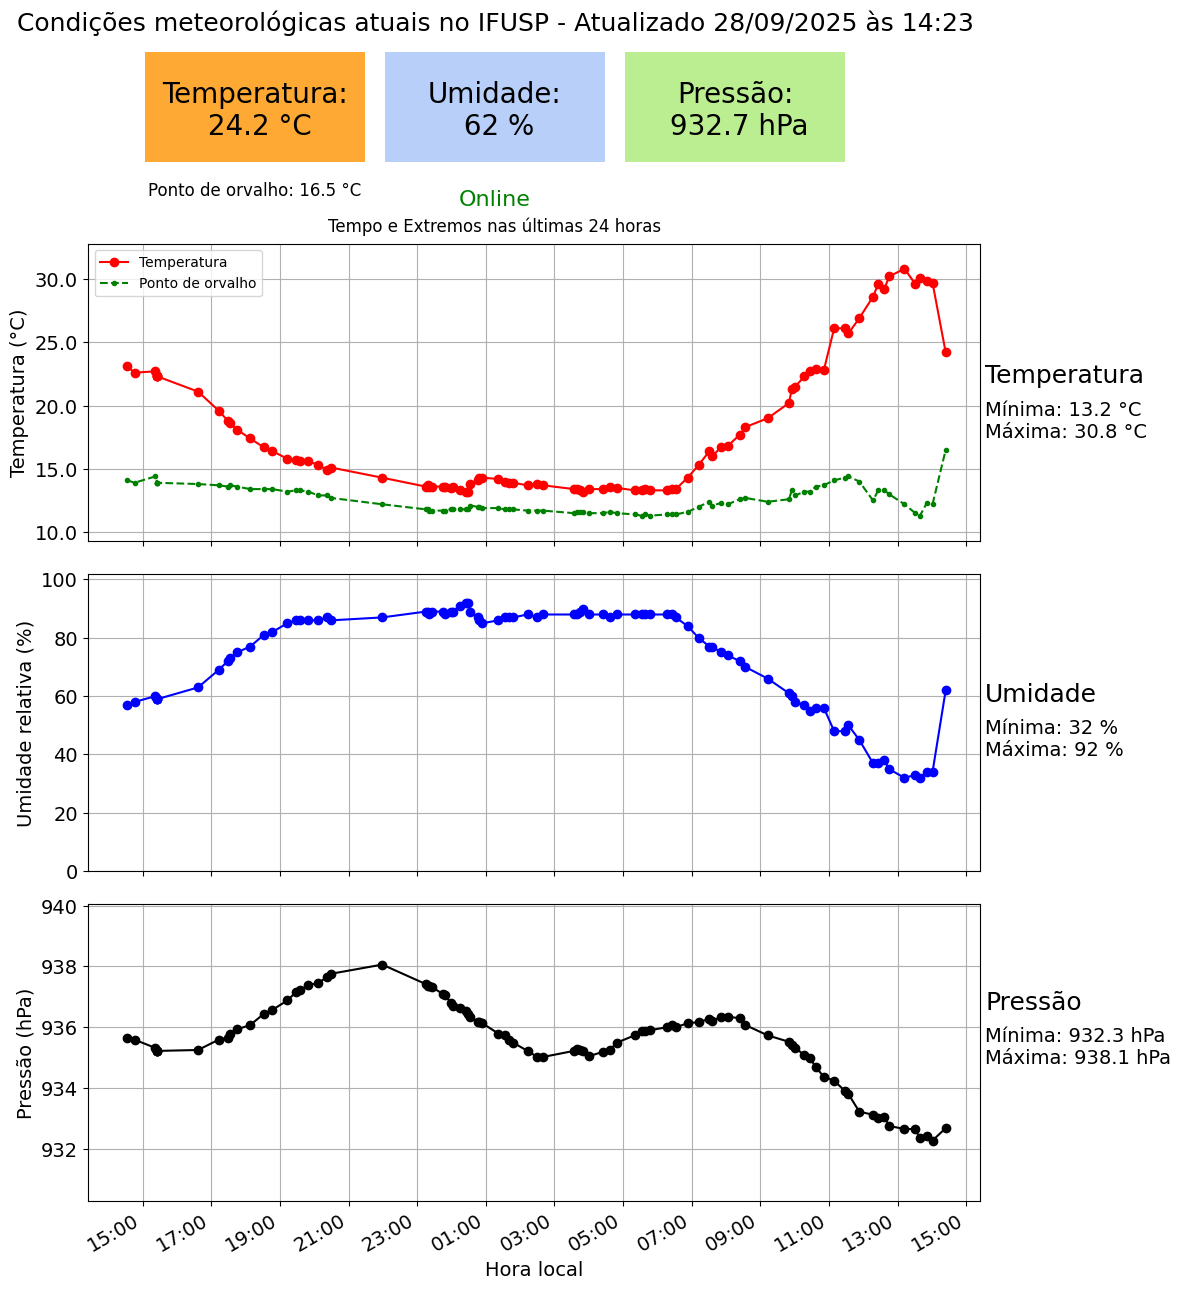 Condições meteorológicas atuais no IFUSP - Atualizado 28/09/2025 às 14:23
Temperatura:
24.2 °C
Umidade:
62 %
Pressão:
932.7 hPa
Ponto de orvalho: 16.5 °C
Online
Tempo e Extremos nas últimas 24 horas
Temperatura
Ponto de orvalho
Temperatura (°C)
30.0
25.0
20.0
15.0
10.0
Temperatura
Mínima: 13.2 °C
Máxima: 30.8 °C
Umidade relativa (%)
100
80
60
40
20
0
Umidade
Mínima: 32 %
Máxima: 92 %
Pressão (hPa)
940
938
936
934
932
Pressão
Mínima: 932.3 hPa
Máxima: 938.1 hPa
15:00 17:00 19:00 21:00 23:00 01:00 03:00 05:00 07:00 09:00 11:00 13:00 15:00
Hora local